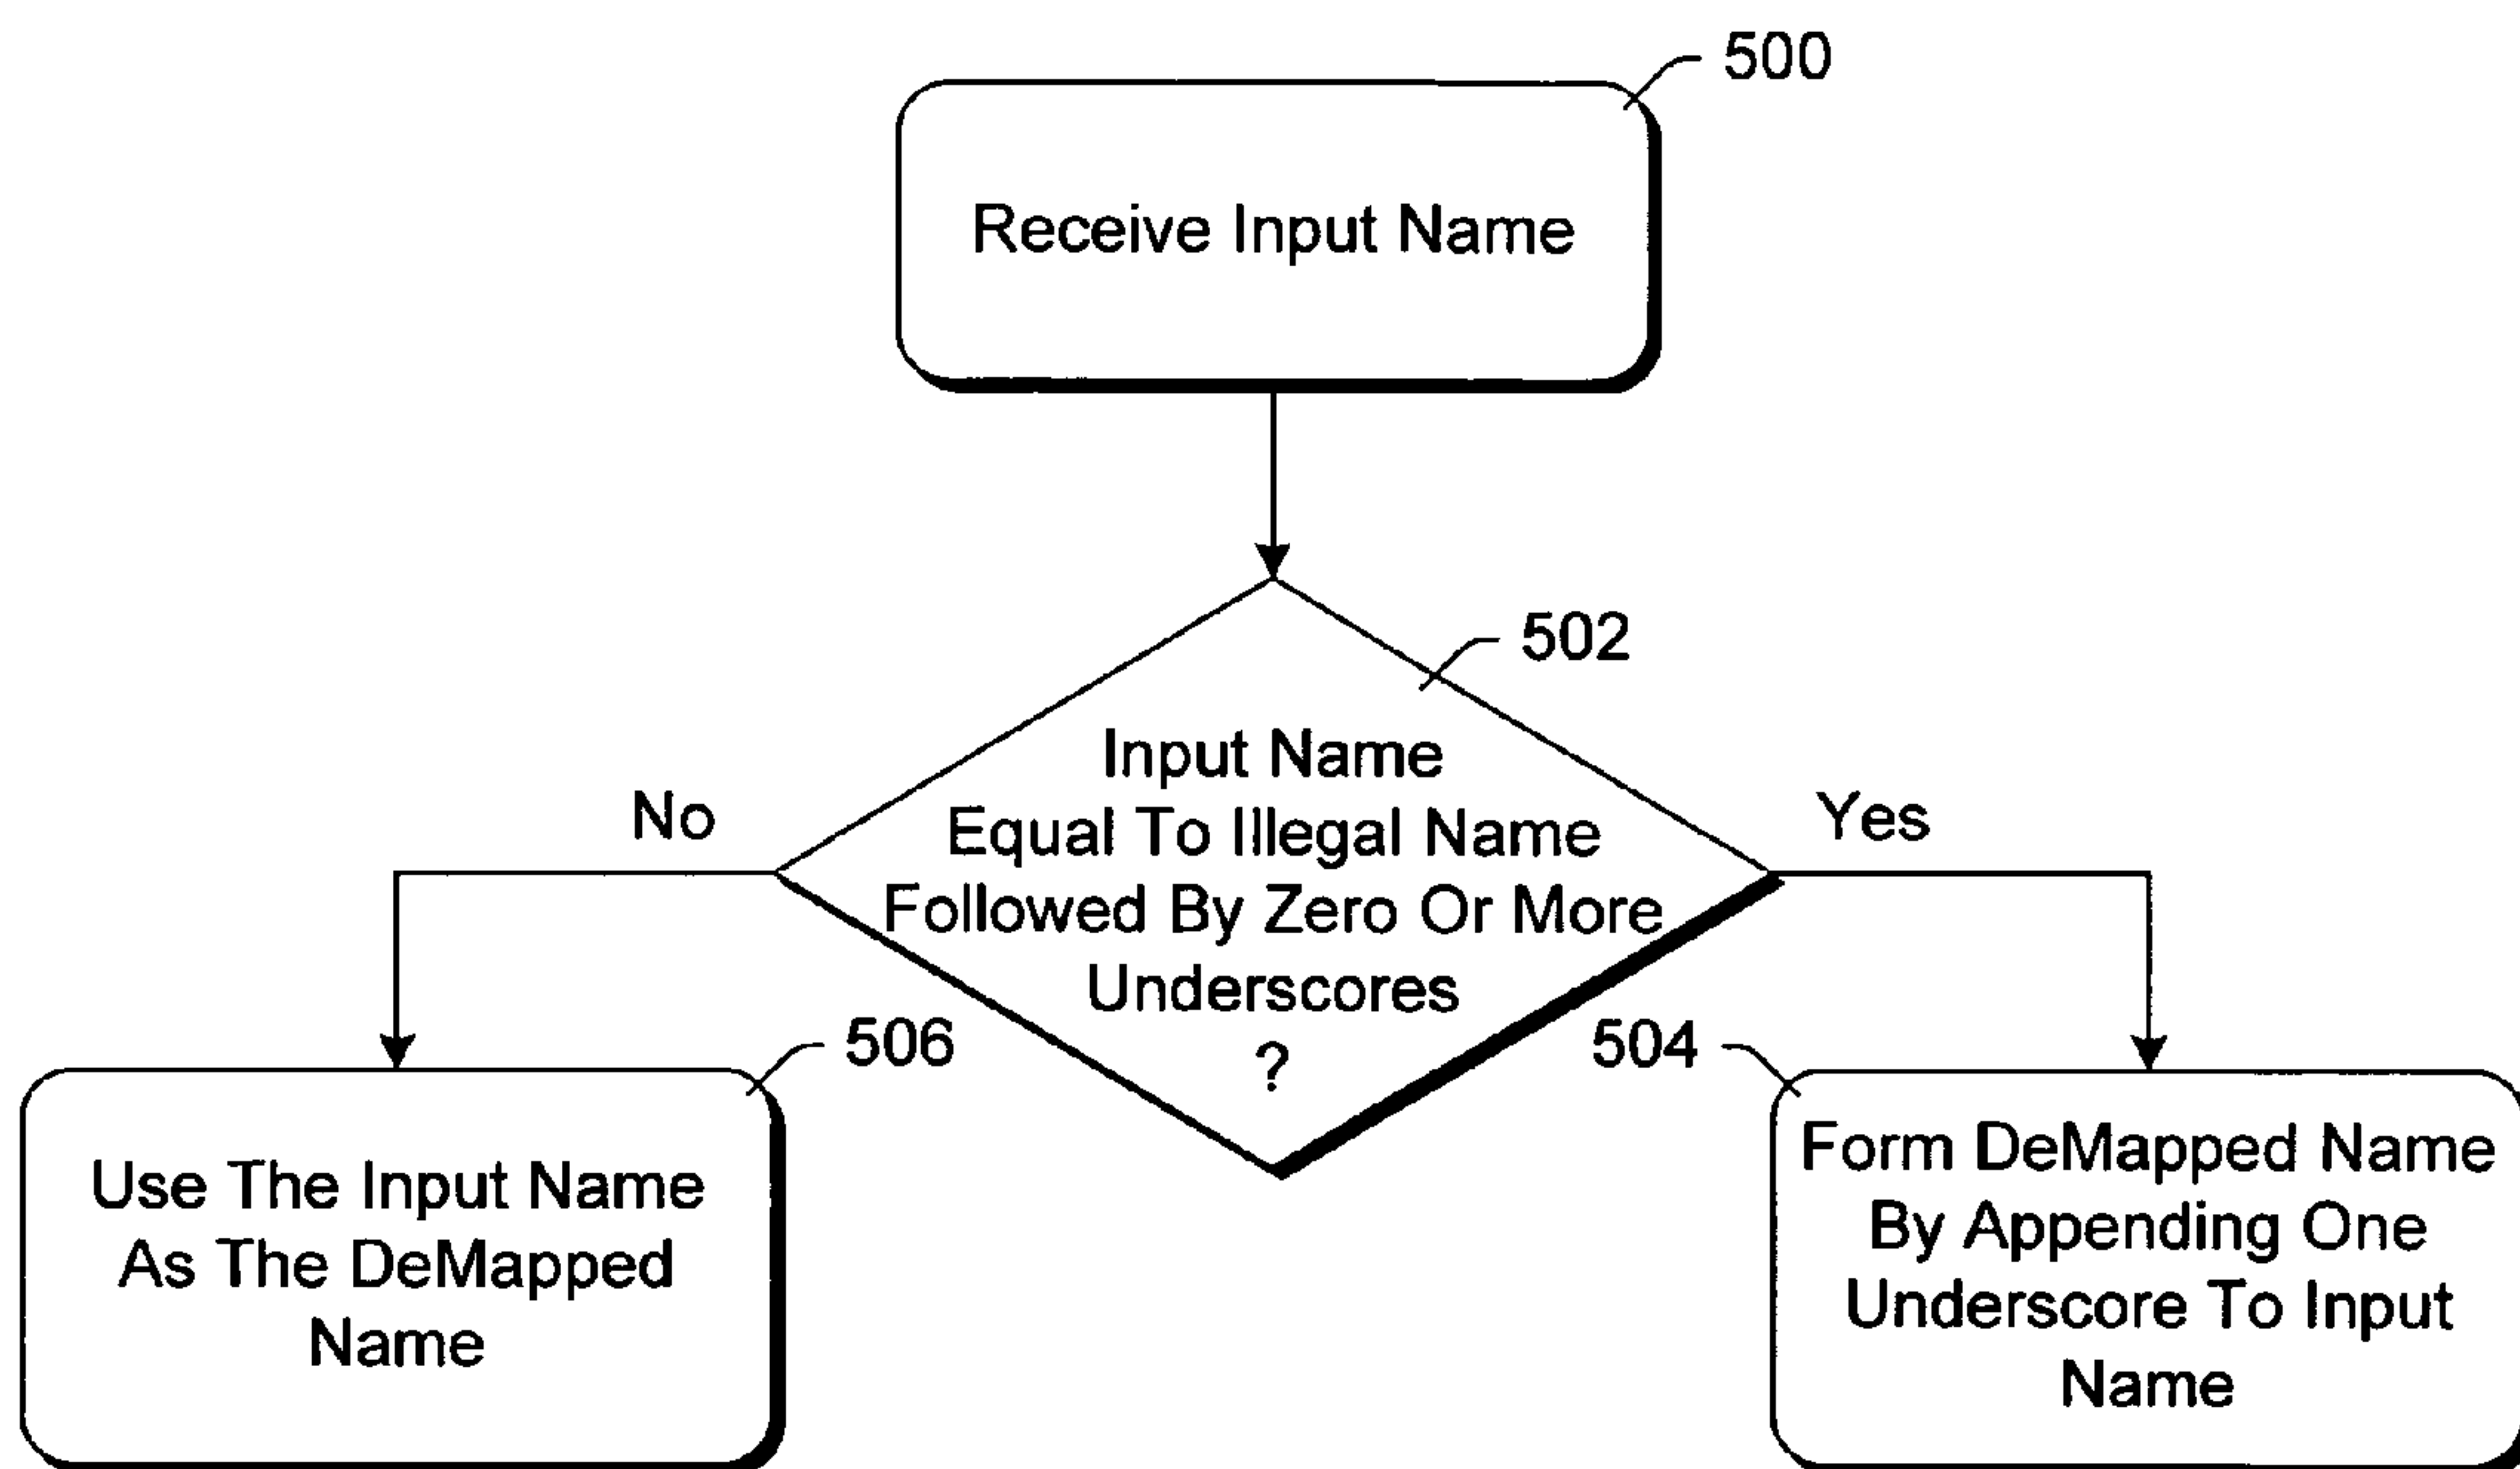 500
Receive Input Name
502
Input Name
Equal To Illegal Name
Followed By Zero Or More
Underscores
?
No
Yes
506
Use The Input Name
As The DeMapped
Name
504
Form DeMapped Name
By Appending One
Underscore To Input
Name